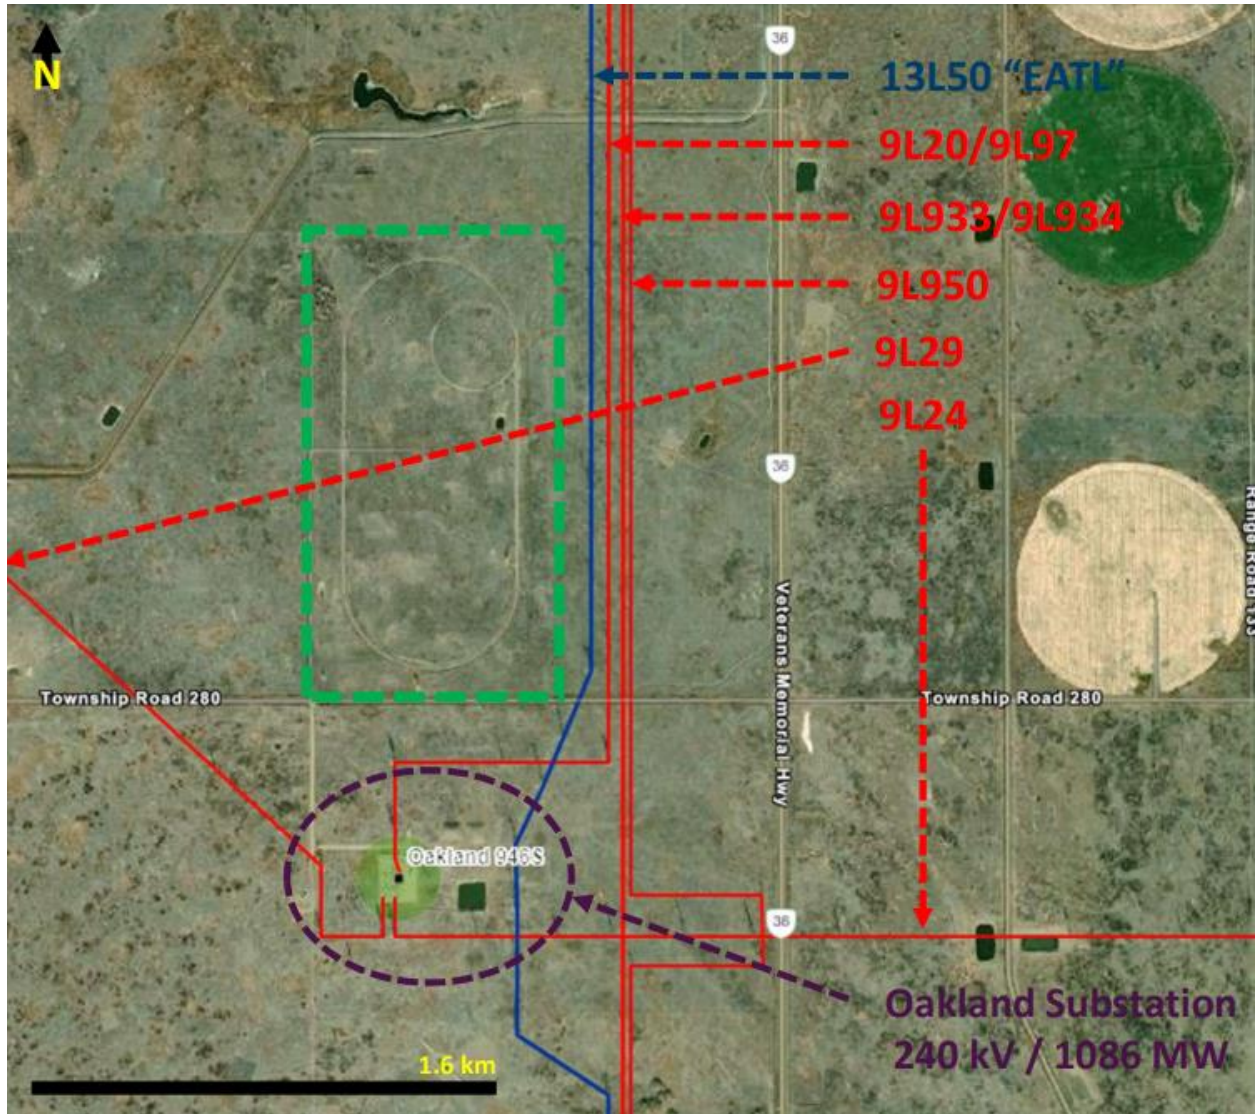 36
N
13L50 “EATL”
9L20/9L97
9L933/9L934
9L950
9L29
9L24
36
Veterans Memorial Hwy
Township Road 280
Township Road 280
Oakland 946S
36
Oakland Substation
240 kV / 1086 MW
1.6 km